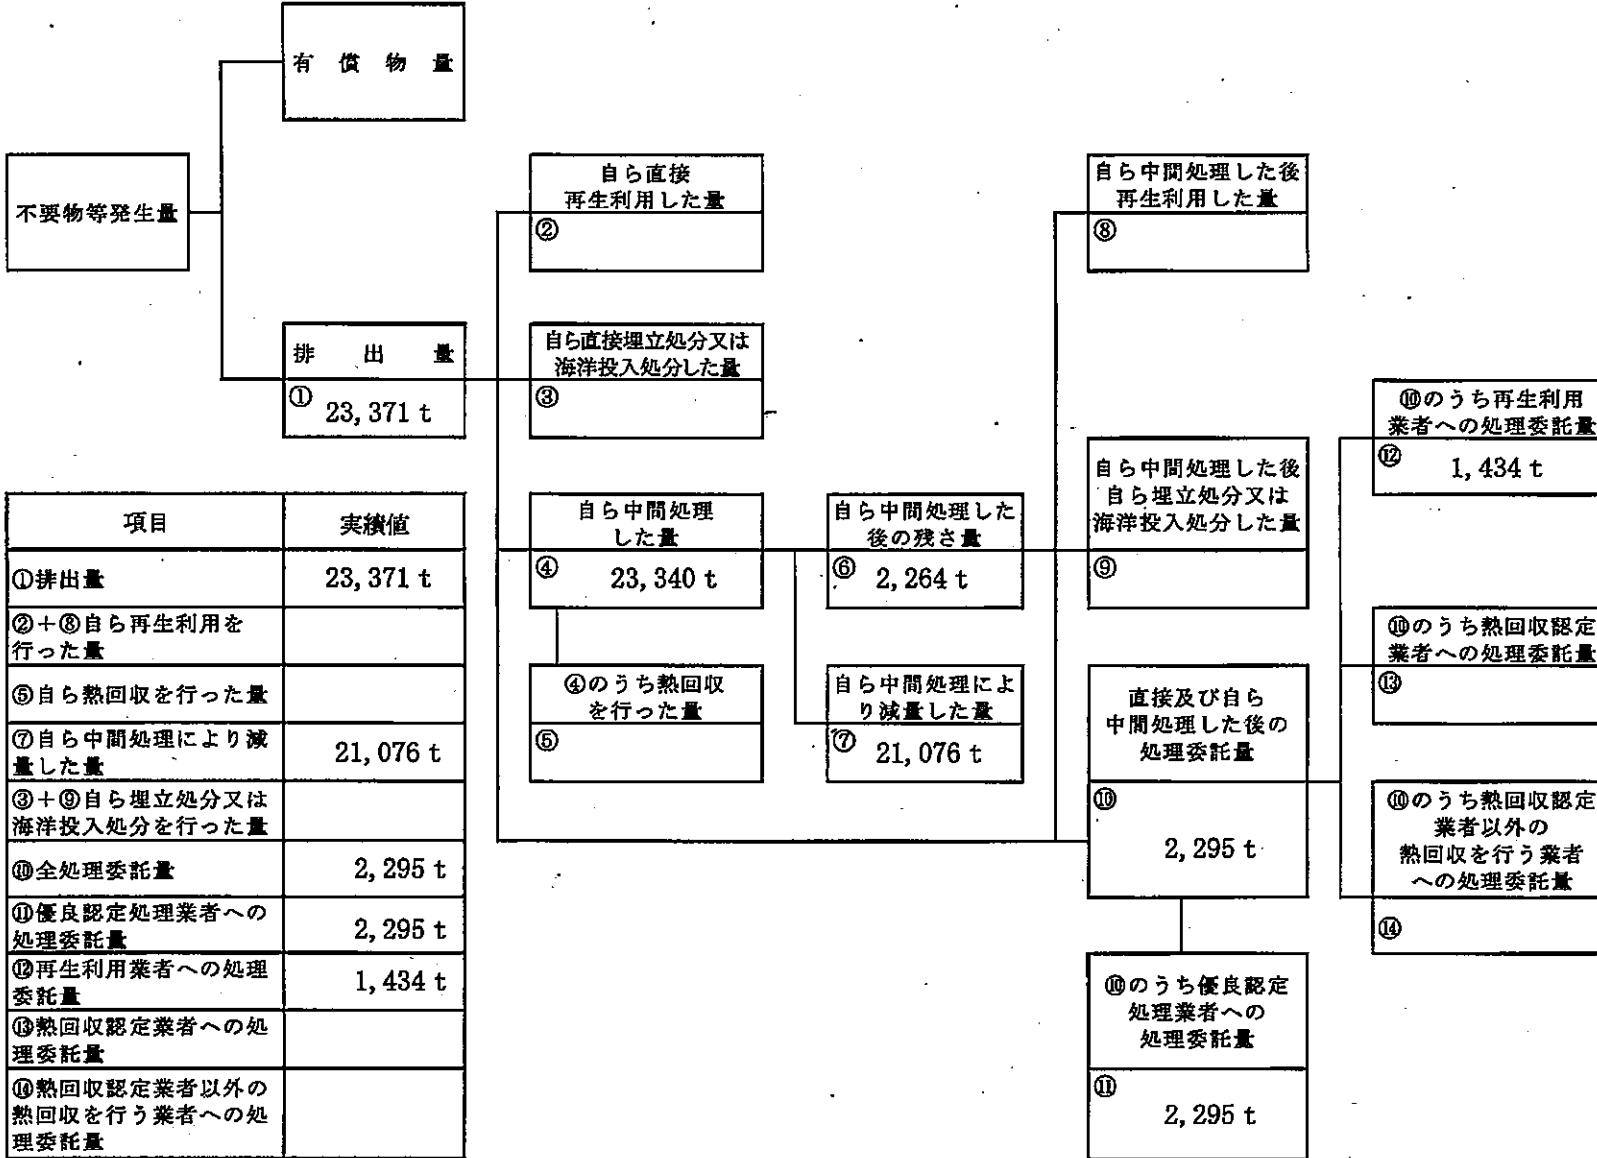 有償物量
不要物等発生量
排出量
①
23,371 t
自ら直接
再生利用した量
②
自ら直接埋立処分又は
海洋投入処分した量
③
自ら中間処理
した量
④
23,340 t
④のうち熱回収
を行った量
⑤
自ら中間処理した
後の残さ量
⑥
2,264 t
自ら中間処理によ
り減量した量
⑦
21,076 t
自ら中間処理した後
再生利用した量
⑧
自ら中間処理した後
自ら埋立処分又は
海洋投入処分した量
⑨
直接及び自ら
中間処理した後の
処理委託量
⑩
2,295 t
⑩のうち優良認定
処理業者への
処理委託量
⑪
2,295 t
⑩のうち再生利用
業者への処理委託量
⑫
1,434 t
⑩のうち熱回収認定
業者への処理委託量
⑬
⑩のうち熱回収認定
業者以外の
熱回収を行う業者
への処理委託量
⑭
項目 実績値
①排出量 23,371 t
②+⑧自ら再生利用を
行った量
⑤自ら熱回収を行った量
⑦自ら中間処理により減
量した量 21,076 t
③+⑨自ら埋立処分又は
海洋投入処分を行った量
⑩全処理委託量 2,295 t
⑪優良認定処理業者への
処理委託量 2,295 t
⑫再生利用業者への処理
委託量 1,434 t
⑬熱回収認定業者への処
理委託量
⑭熱回収認定業者以外の
熱回収を行う業者への処
理委託量